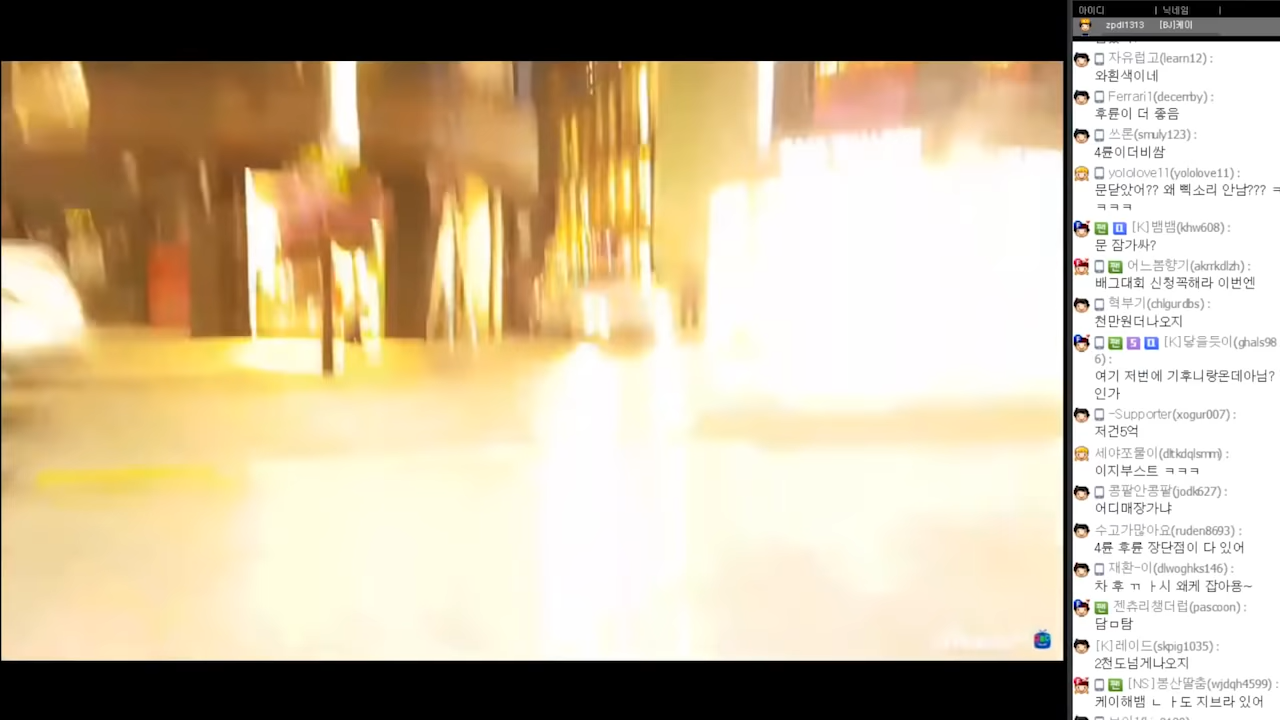 아이디 | 닉네임 |
zpdl1313 [BJ]케이
자유럽고(learn12) :
와흰색이네
Ferrari1(decerrby) :
후륜이 더 좋음
쓰론(smuly123) :
4륜이더비쌈
yololove11(yololove11) :
문닫았어?? 왜 삑소리 안남??? ㅋ
ㅋㅋㅋ
[K]뱀뱀(khw608) :
문 잠가싸?
어느봄향기(akrrkdlzh) :
배그대회 신청꼭해라 이번엔
혁부기(chlgurdbs) :
천만원더나오지
[K]닿을듯이(ghals98
6) :
여기 저번에 기후니랑온데아님?
인가
-Supporter(xogur007) :
저건5억
세야쪼물이(dltkdqlsmm) :
이지부스트 ㅋㅋㅋ
콩팥안콩팥(jodk627) :
어디매장가냐
수고가많아요(ruden8693) :
4륜 후륜 장단점이 다 있어
재환-이(dlwoghks146) :
차 후 ㄲ ㅏ시 왜케 잡아용~
젠츄리챙더럽(pascoon) :
담ㅁ탐
[K]레이드(skpig1035) :
2천도넘게나오지
[NS]봉산딸춤(wjdqh4599) :
케이해뱀 ㄴ ㅏ도 지브라 있어